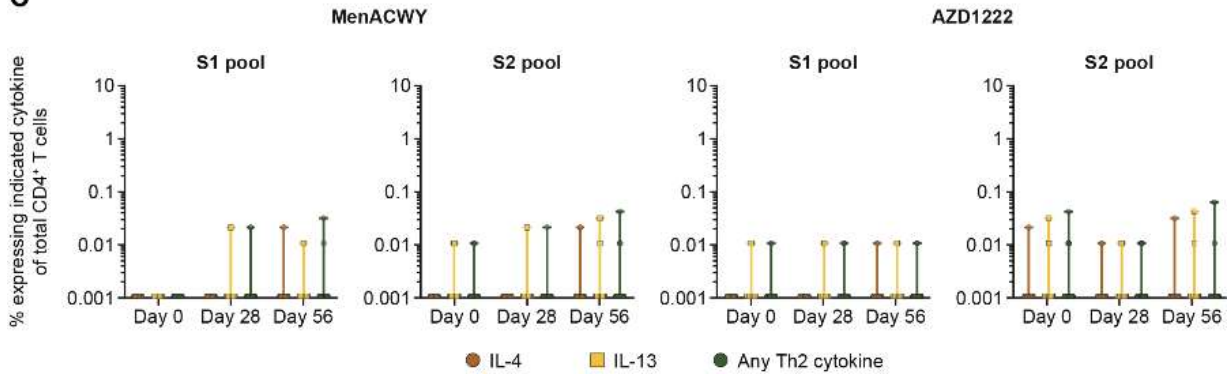 MenACWY AZD1222
S1 pool S2 pool S1 pool S2 pool
% expressing indicated cytokine
of total CD4⁺ T cells
10 10 10 10
1 1 1 1
0.1 0.1 0.1 0.1
0.01 0.01 0.01 0.01
0.001 0.001 0.001 0.001
Day 0 Day 28 Day 56 Day 0 Day 28 Day 56 Day 0 Day 28 Day 56 Day 0 Day 28 Day 56
IL-4 IL-13 Any Th2 cytokine